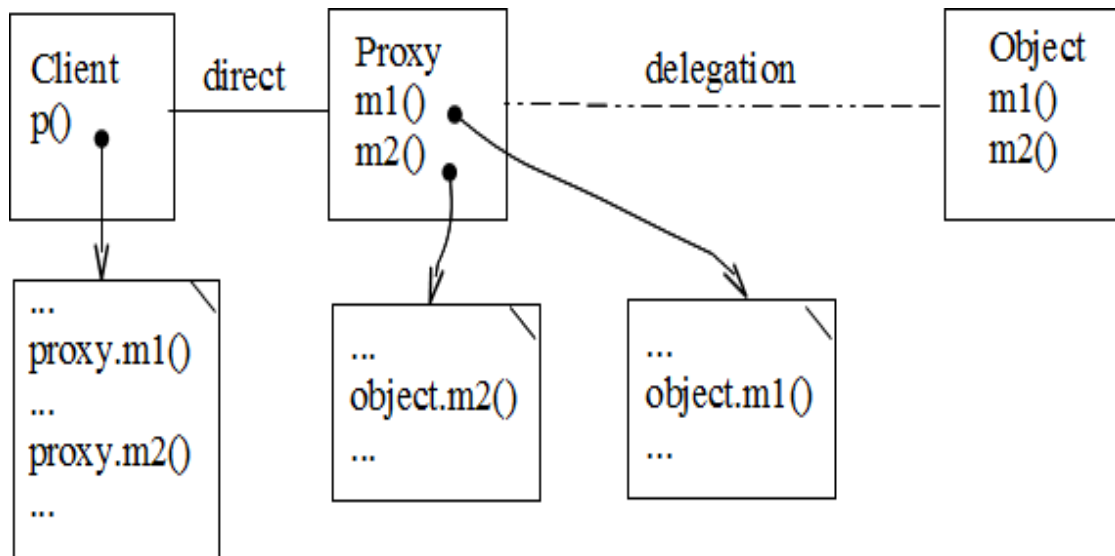 Client
p()
direct
Proxy
m1()
m2()
delegation
Object
m1()
m2()
...
proxy.m1()
...
proxy.m2()
...
...
object.m2()
...
...
object.m1()
...